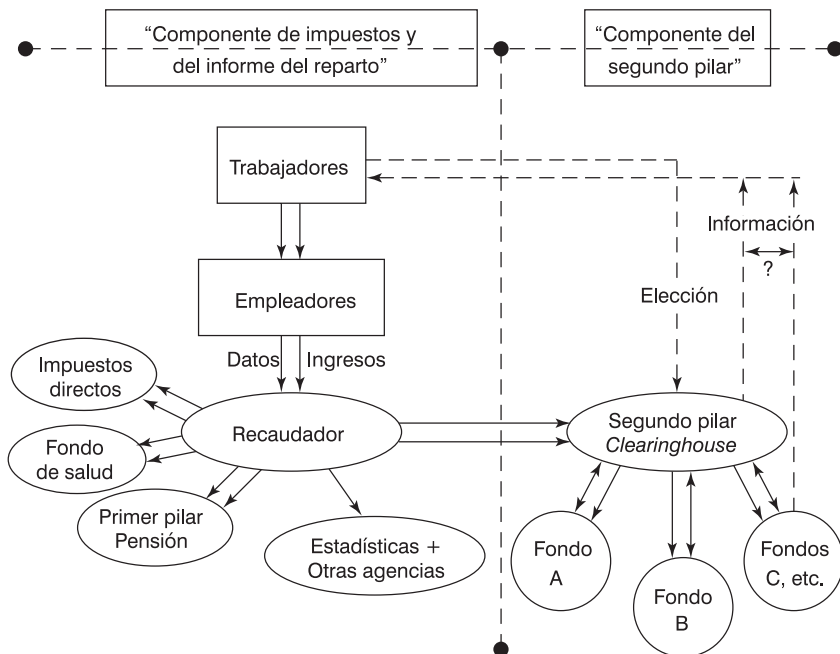 “Componente de impuestos y
del informe del reparto”
“Componente del
segundo pilar”
Trabajadores
Información
?
Empleadores
Elección
Datos
Ingresos
Impuestos
directos
Recaudador
Segundo pilar
Clearinghouse
Fondo
de salud
Primer pilar
Pensión
Estadísticas +
Otras agencias
Fondo
A
Fondo
B
Fondos
C, etc.